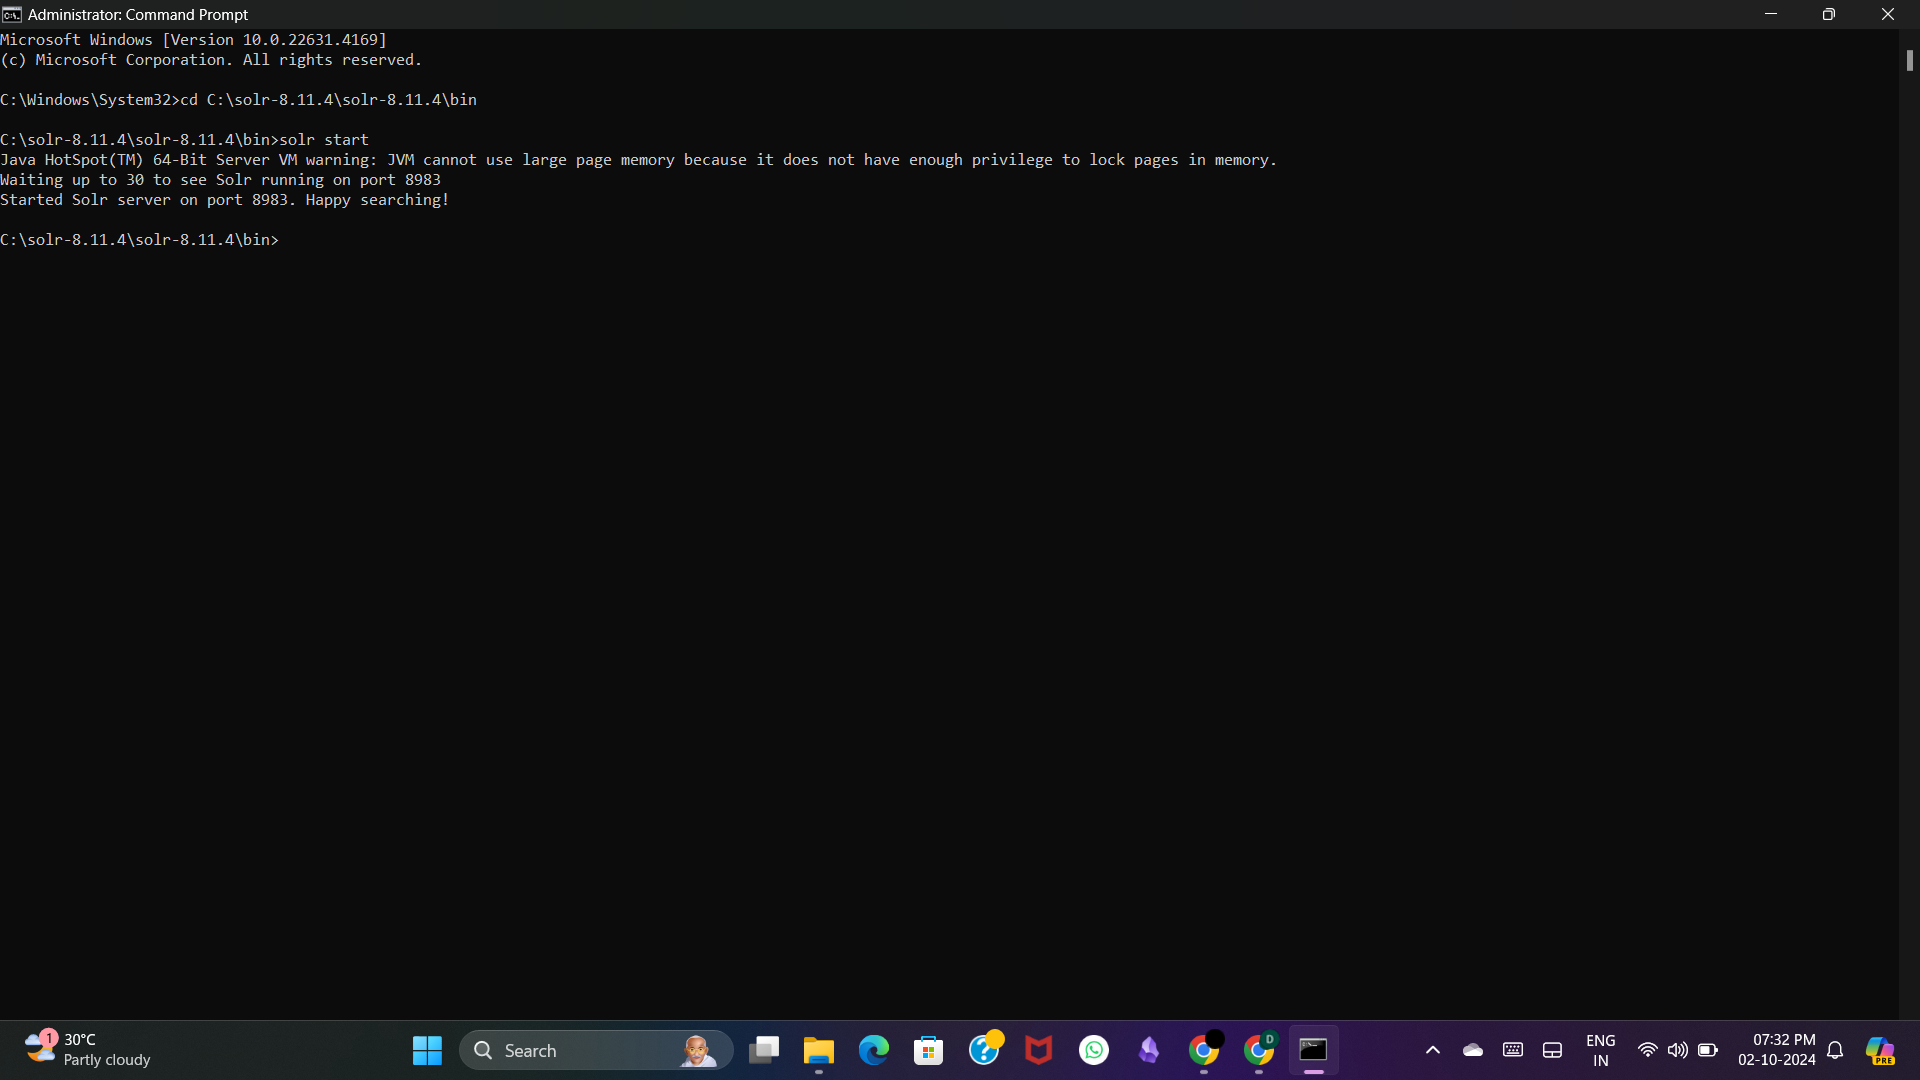 Administrator: Command Prompt
Microsoft Windows [Version 10.0.22631.4169]
(c) Microsoft Corporation. All rights reserved.
C:\Windows\System32>cd C:\solr-8.11.4\solr-8.11.4\bin
C:\solr-8.11.4\solr-8.11.4\bin>solr start
Java HotSpot(TM) 64-Bit Server VM warning: JVM cannot use large page memory because it does not have enough privilege to lock pages in memory.
Waiting up to 30 to see Solr running on port 8983
Started Solr server on port 8983. Happy searching!
C:\solr-8.11.4\solr-8.11.4\bin>
1
30°C
Partly cloudy
Search
D
ENG
IN
07:32 PM
02-10-2024
PRE